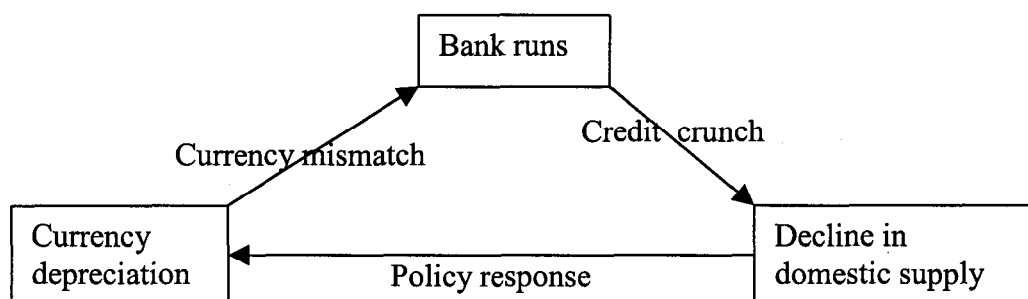 Bank runs
Currency mismatch
Credit crunch
Currency
depreciation
Policy response
Decline in
domestic supply